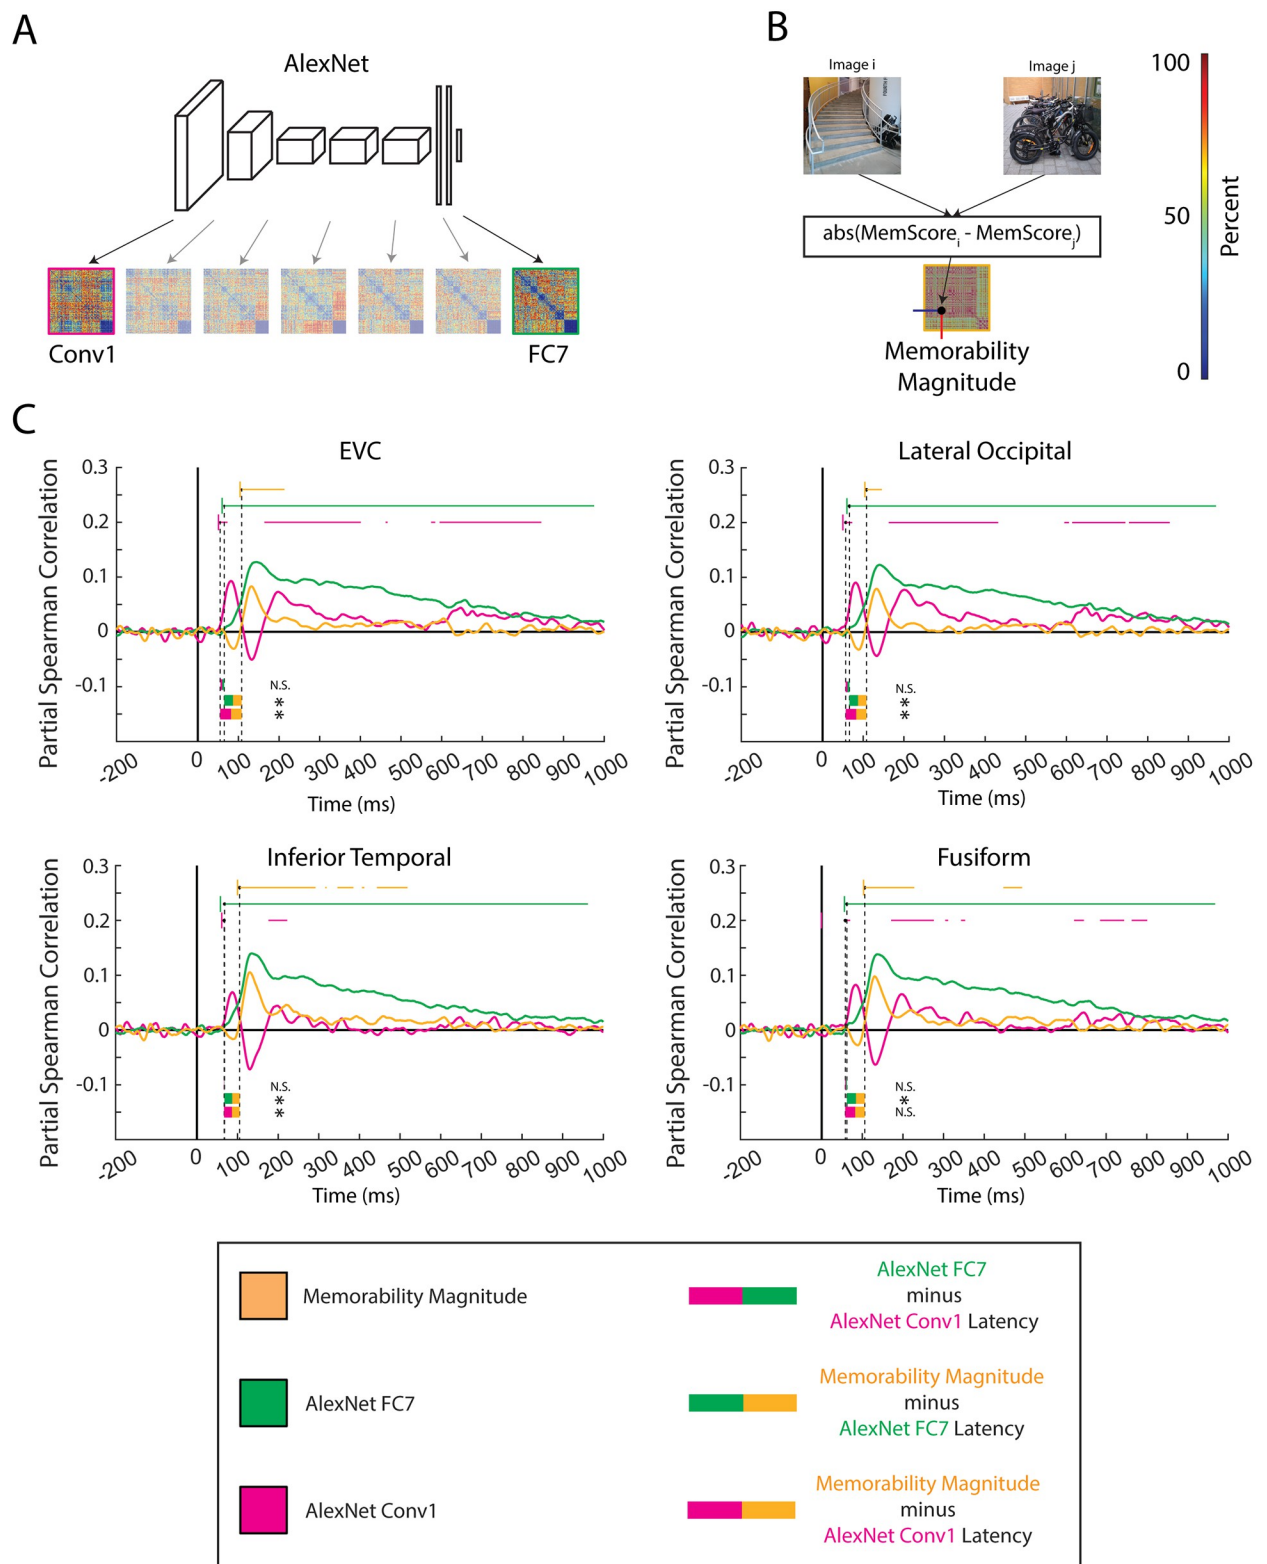 A
AlexNet
Conv1
FC7
B
Image i
Image j
abs(MemScorei - MemScorej)
Memorability
Magnitude
100
50
0
Percent
C
EVC
Partial Spearman Correlation
0.3
0.2
0.1
0
-0.1
N.S.
*
*
-200 0 100 200 300 400 500 600 700 800 900 1000
Time (ms)
Lateral Occipital
Partial Spearman Correlation
0.3
0.2
0.1
0
-0.1
N.S.
*
*
-200 0 100 200 300 400 500 600 700 800 900 1000
Time (ms)
Inferior Temporal
Partial Spearman Correlation
0.3
0.2
0.1
0
-0.1
N.S.
*
*
-200 0 100 200 300 400 500 600 700 800 900 1000
Time (ms)
Fusiform
Partial Spearman Correlation
0.3
0.2
0.1
0
-0.1
N.S.
*
N.S.
-200 0 100 200 300 400 500 600 700 800 900 1000
Time (ms)
Memorability Magnitude
AlexNet FC7
AlexNet Conv1
AlexNet FC7
minus
AlexNet Conv1 Latency
Memorability Magnitude
minus
AlexNet FC7 Latency
Memorability Magnitude
minus
AlexNet Conv1 Latency